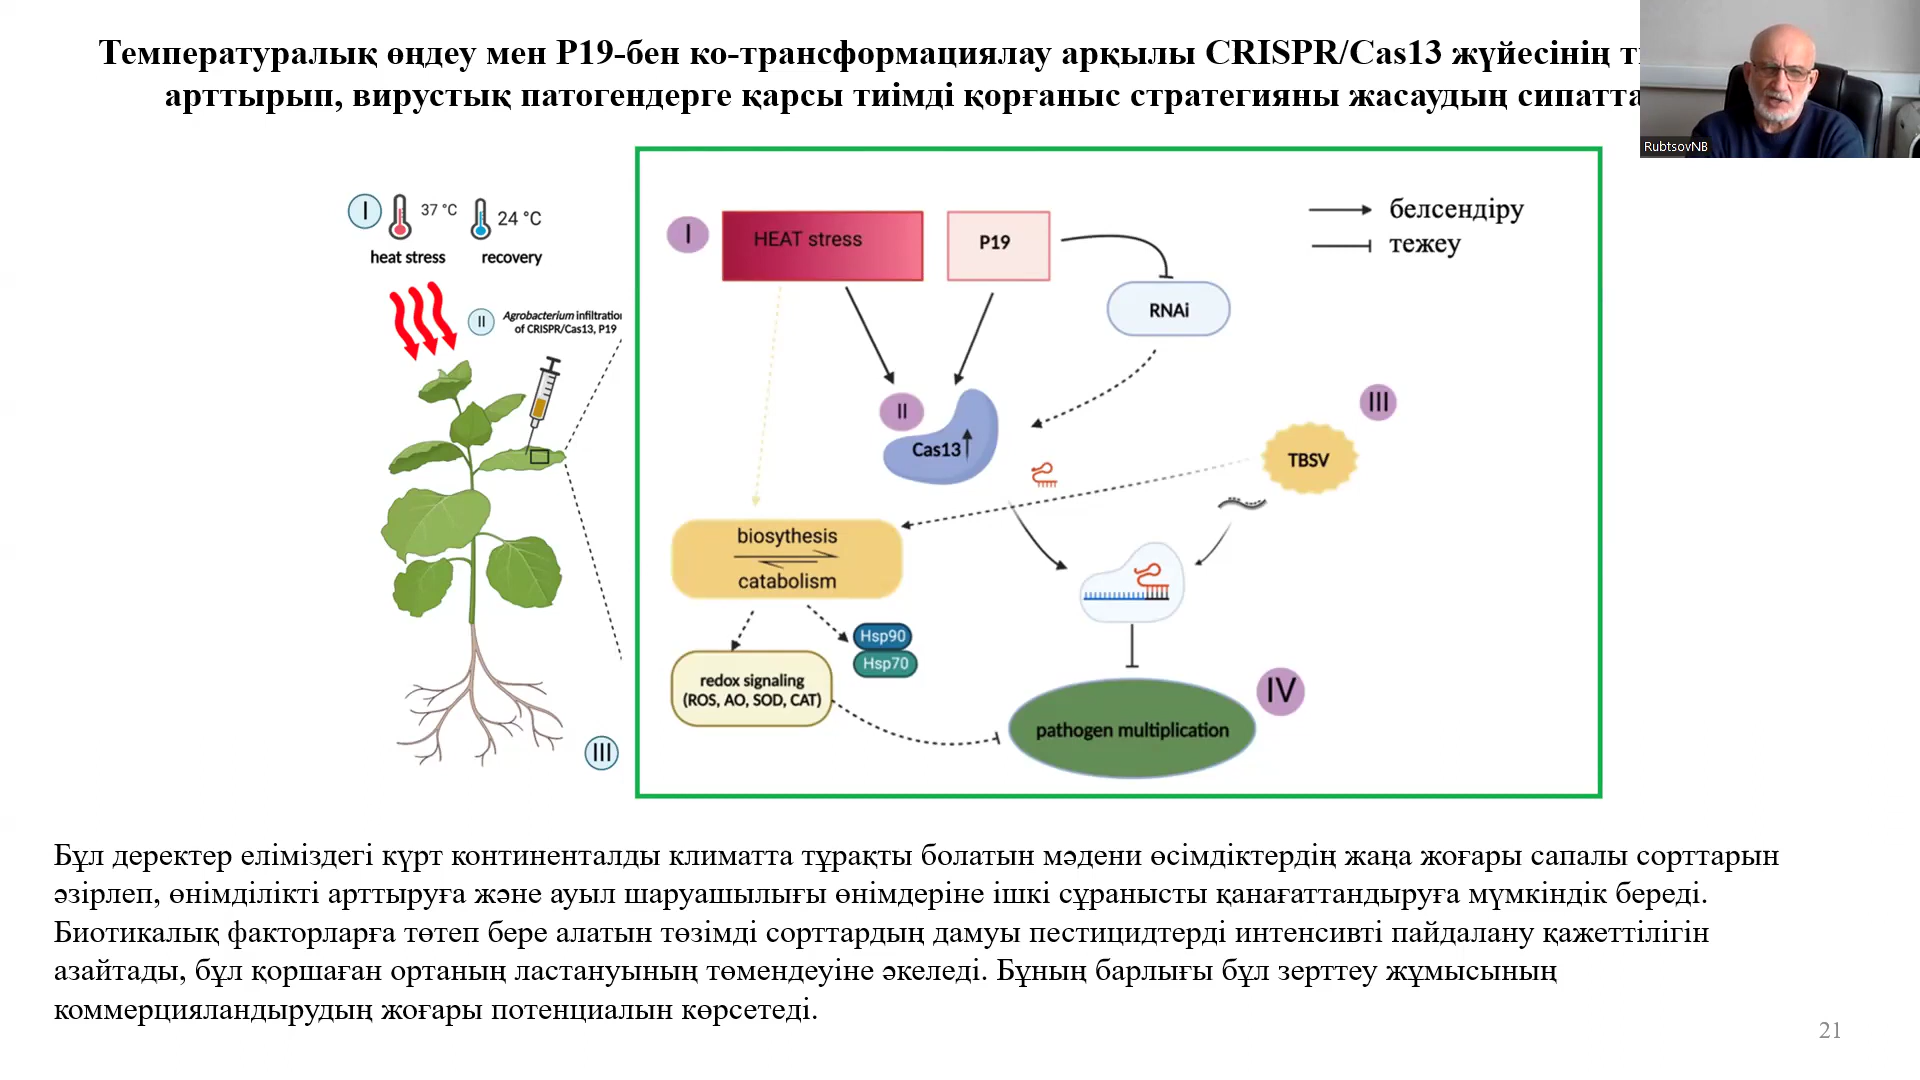 Температуралық өңдеу мен P19-бен ко-трансформациялау арқылы CRISPR/Cas13 жүйесінің
арттырып, вирустық патогендерге қарсы тиімді қорғаныс стратегияны жасаудың
RubtsovNB
I
37 °C
24 °C
heat stress
recovery
II
Agrobacterium infiltration
of CRISPR/Cas13, P19
III
I
HEAT stress
P19
RNAi
белсендіру
тежеу
II
Cas13
III
TBSV
biosythesis
catabolism
Hsp90
Hsp70
redox signaling
(ROS, AO, SOD, CAT)
pathogen multiplication
IV
Бұл деректер еліміздегі күрт континенталды климатта тұрақты болатын мәдени өсімдіктердің жаңа жоғары сапалы сорттарын
әзірлеп, өнімділікті арттыруға және ауыл шаруашылығы өнімдеріне ішкі сұранысты қанағаттандыруға мүмкіндік береді.
Биотикалық факторларға төтеп бере алатын төзімді сорттардың дамуы пестицидтерді интенсивті пайдалану қажеттілігін
азайтады, бұл қоршаған ортаның ластануының төмендеуіне әкеледі. Бұның барлығы бұл зерттеу жұмысының
коммерцияландырудың жоғары потенциалын көрсетеді.
21